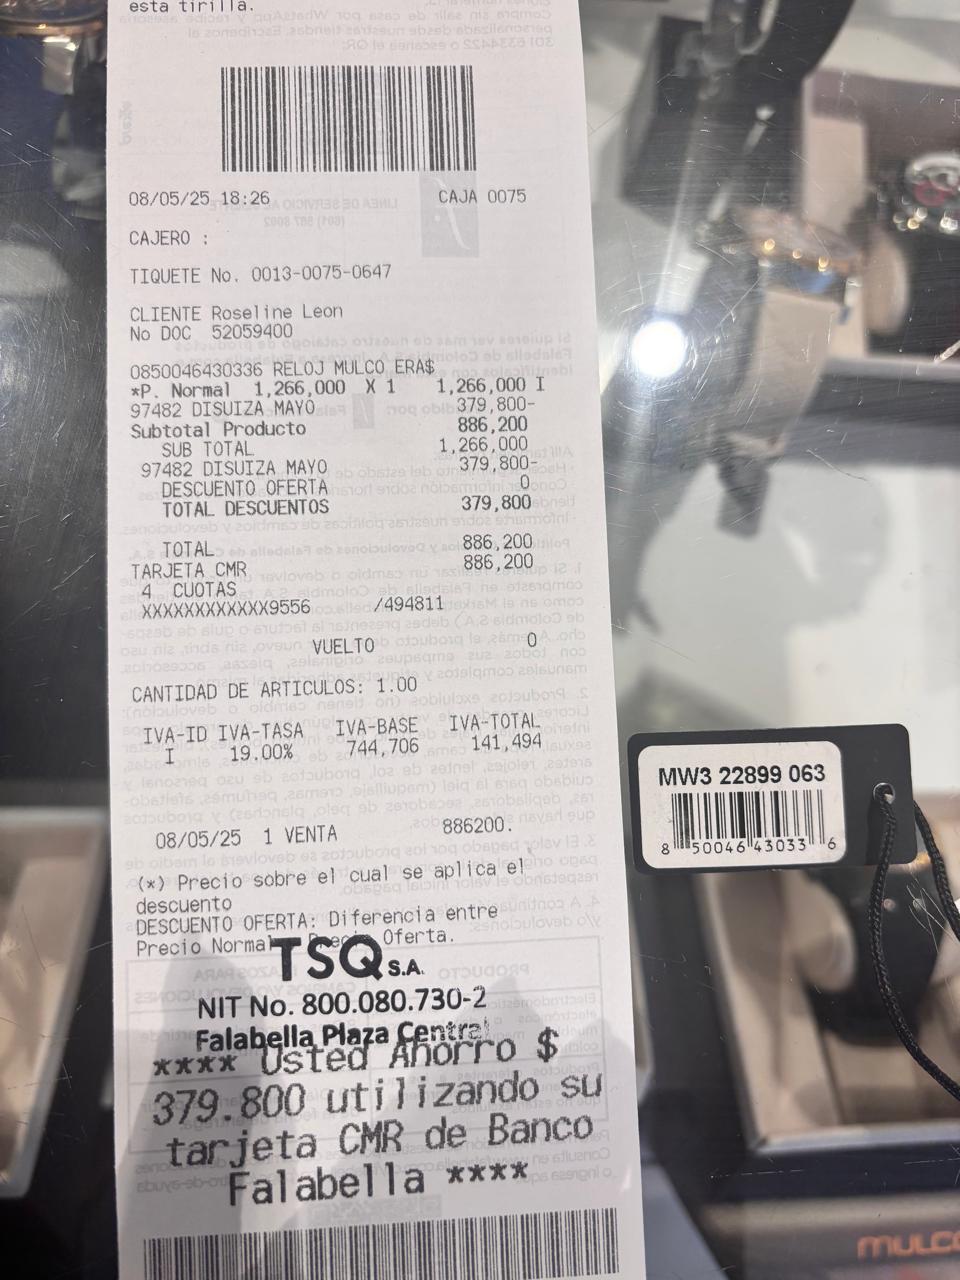 esta tirilla.
08/05/25 18:26 CAJA 0075
CAJERO :
TIQUETE No. 0013-0075-0647
CLIENTE Roseline Leon
No DOC 52059400
0850046430336 RELOJ MULCO ERA$
*P. Normal 1,266,000 X 1 1,266,000 I
97482 DISUIZA MAYO 379,800-
Subtotal Producto 886,200
SUB TOTAL 1,266,000
97482 DISUIZA MAYO 379,800-
DESCUENTO OFERTA 0
TOTAL DESCUENTOS 379,800
TOTAL 886,200
TARJETA CMR 886,200
4 CUOTAS
XXXXXXXXXXXX9556 /494811
VUELTO 0
CANTIDAD DE ARTICULOS: 1.00
IVA-ID IVA-TASA IVA-BASE IVA-TOTAL
I 19.00% 744,706 141,494
08/05/25 1 VENTA 886200.
(*) Precio sobre el cual se aplica el
descuento
DESCUENTO OFERTA: Diferencia entre
Precio Normal Precio Oferta.
TSQ S.A.
NIT No. 800.080.730-2
Falabella Plaza Central
**** Usted Ahorro $
379.800 utilizando su
tarjeta CMR de Banco
Falabella ****
MW3 22899 063
8 50046 43033 6
MULCO